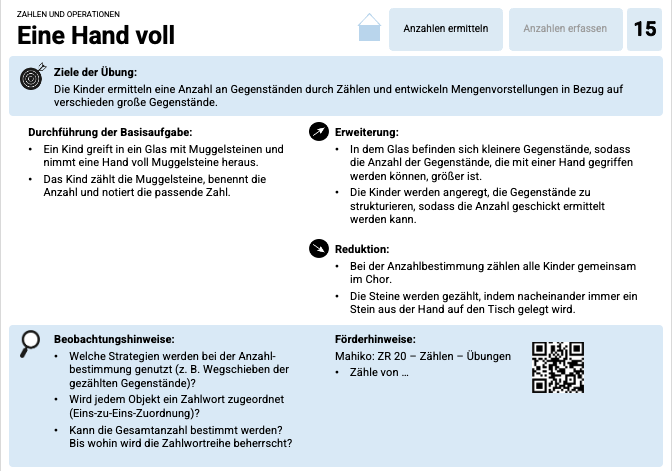 ZAHLEN UND OPERATIONEN
Eine Hand voll
Anzahlen ermitteln
Anzahlen erfassen
15
Ziele der Übung:
Die Kinder ermitteln eine Anzahl an Gegenständen durch Zählen und entwickeln Mengenvorstellungen in Bezug auf
verschieden große Gegenstände.
Durchführung der Basisaufgabe:
• Ein Kind greift in ein Glas mit Muggelsteinen und
nimmt eine Hand voll Muggelsteine heraus.
• Das Kind zählt die Muggelsteine, benennt die
Anzahl und notiert die passende Zahl.
Erweiterung:
• In dem Glas befinden sich kleinere Gegenstände, sodass
die Anzahl der Gegenstände, die mit einer Hand gegriffen
werden können, größer ist.
• Die Kinder werden angeregt, die Gegenstände zu
strukturieren, sodass die Anzahl geschickt ermittelt
werden kann.
Reduktion:
• Bei der Anzahlbestimmung zählen alle Kinder gemeinsam
im Chor.
• Die Steine werden gezählt, indem nacheinander immer ein
Stein aus der Hand auf den Tisch gelegt wird.
Beobachtungshinweise:
• Welche Strategien werden bei der Anzahl-
bestimmung genutzt (z. B. Wegschieben der
gezählten Gegenstände)?
• Wird jedem Objekt ein Zahlwort zugeordnet
(Eins-zu-Eins-Zuordnung)?
• Kann die Gesamtanzahl bestimmt werden?
Bis wohin wird die Zahlwortreihe beherrscht?
Förderhinweise:
Mahiko: ZR 20 – Zählen – Übungen
• Zähle von …